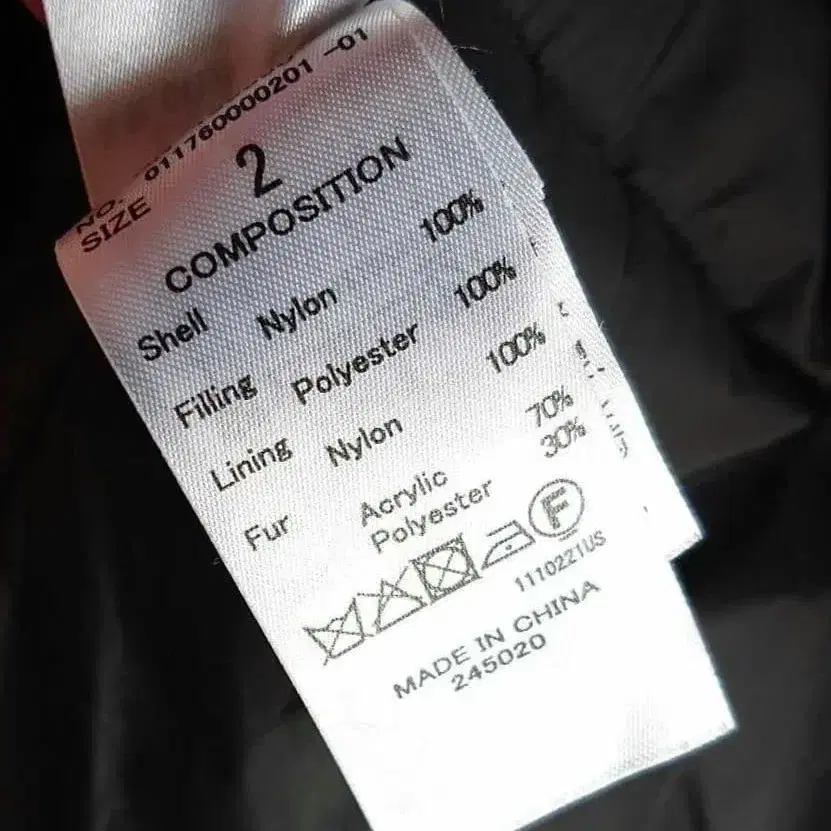 NO. 011760000201 -01
SIZE 2
COMPOSITION
Shell Nylon 100%
Filling Polyester 100%
Lining Nylon 100%
Fur Acrylic 70%
Polyester 30%
F
1110221US
MADE IN CHINA
245020